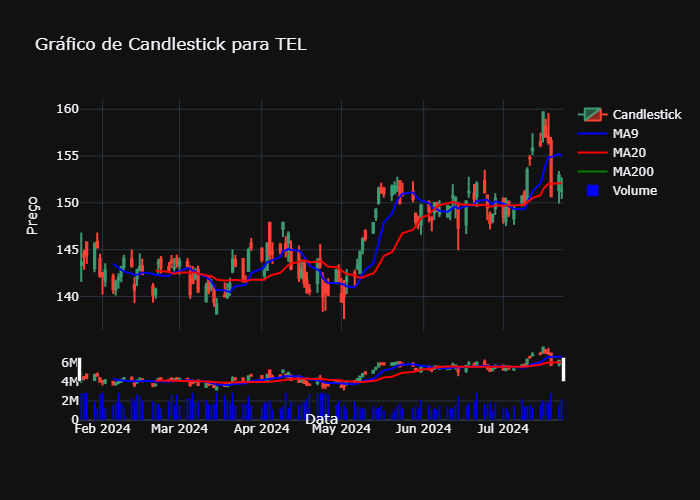 Gráfico de Candlestick para TEL
160
155
150
145
140
Preço
Candlestick
MA9
MA20
MA200
Volume
6M
4M
2M
0
Feb 2024 Mar 2024 Apr 2024 May 2024 Jun 2024 Jul 2024
Data